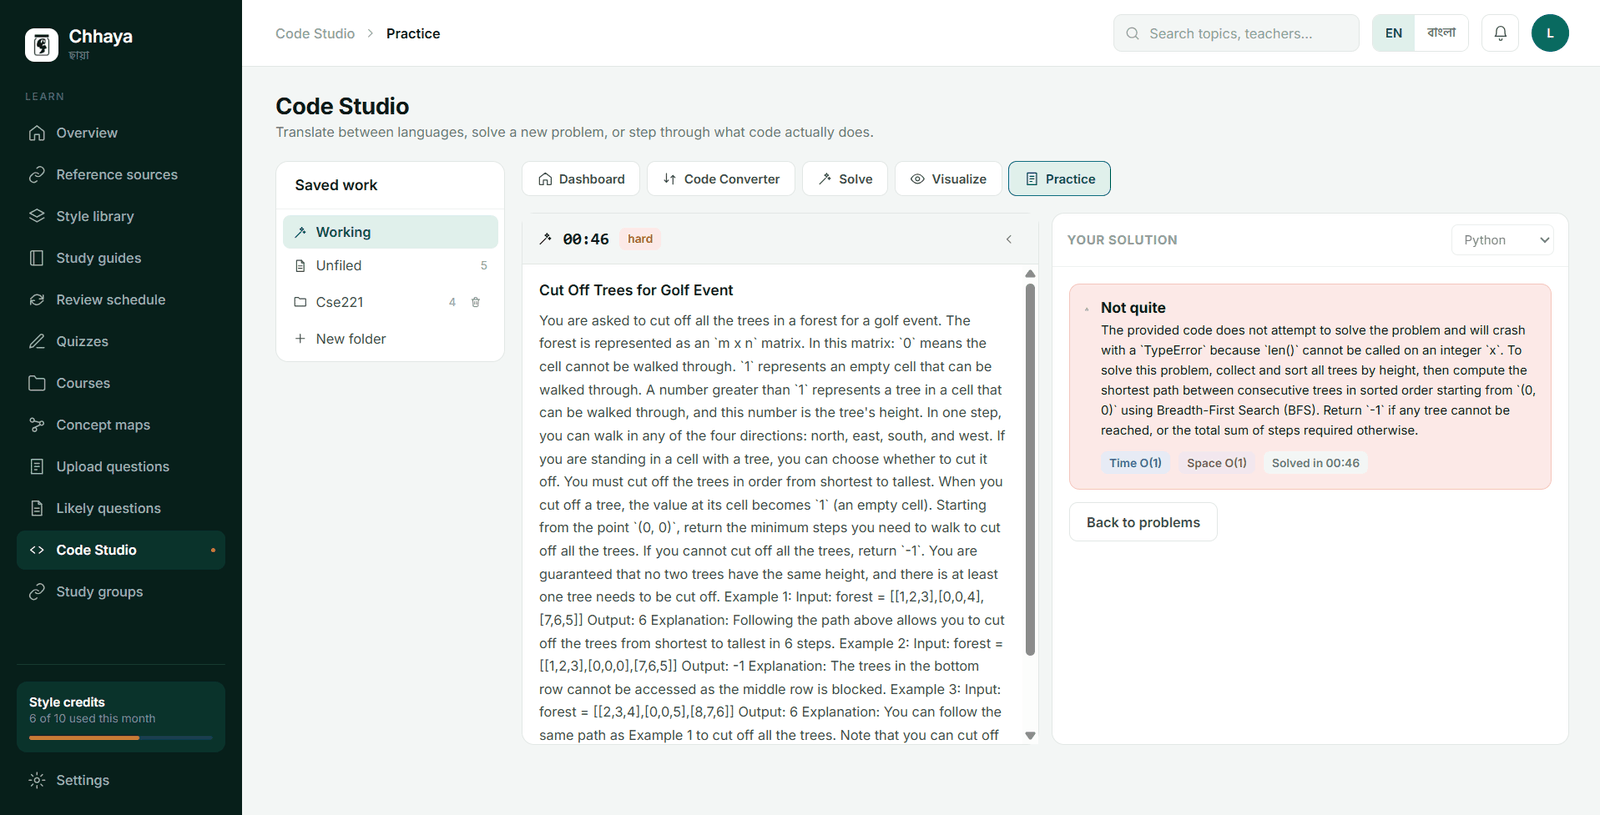 Chhaya
ছায়া
LEARN
Overview
Reference sources
Style library
Study guides
Review schedule
Quizzes
Courses
Concept maps
Upload questions
Likely questions
Code Studio
Study groups
Style credits
6 of 10 used this month
Settings
Code Studio > Practice
Search topics, teachers...
EN
বাংলা
L
Code Studio
Translate between languages, solve a new problem, or step through what code actually does.
Saved work
Working
Unfiled 5
Cse221 4
New folder
Dashboard
Code Converter
Solve
Visualize
Practice
00:46 hard
Cut Off Trees for Golf Event
You are asked to cut off all the trees in a forest for a golf event. The
forest is represented as an `m x n` matrix. In this matrix: `0` means the
cell cannot be walked through. `1` represents an empty cell that can be
walked through. A number greater than `1` represents a tree in a cell that
can be walked through, and this number is the tree's height. In one step,
you can walk in any of the four directions: north, east, south, and west. If
you are standing in a cell with a tree, you can choose whether to cut it
off. You must cut off the trees in order from shortest to tallest. When you
cut off a tree, the value at its cell becomes `1` (an empty cell). Starting
from the point `(0, 0)`, return the minimum steps you need to walk to cut
off all the trees. If you cannot cut off all the trees, return `-1`. You are
guaranteed that no two trees have the same height, and there is at least
one tree needs to be cut off. Example 1: Input: forest = [[1,2,3],[0,0,4],
[7,6,5]] Output: 6 Explanation: Following the path above allows you to cut
off the trees from shortest to tallest in 6 steps. Example 2: Input: forest =
[[1,2,3],[0,0,0],[7,6,5]] Output: -1 Explanation: The trees in the bottom
row cannot be accessed as the middle row is blocked. Example 3: Input:
forest = [[2,3,4],[0,0,5],[8,7,6]] Output: 6 Explanation: You can follow the
same path as Example 1 to cut off all the trees. Note that you can cut off
YOUR SOLUTION
Python
Not quite
The provided code does not attempt to solve the problem and will crash
with a `TypeError` because `len()` cannot be called on an integer `x`. To
solve this problem, collect and sort all trees by height, then compute the
shortest path between consecutive trees in sorted order starting from `(0,
0)` using Breadth-First Search (BFS). Return `-1` if any tree cannot be
reached, or the total sum of steps required otherwise.
Time O(1)
Space O(1)
Solved in 00:46
Back to problems